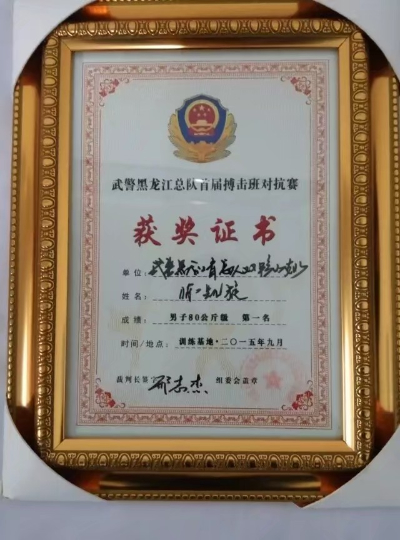 武警黑龙江总队首届搏击班对抗赛
获奖证书
单位:
姓名:
成绩: 男子80公斤级 第一名
时间/地点: 训练基地·二〇一五年九月
裁判长签字 邢志杰 组委会盖章